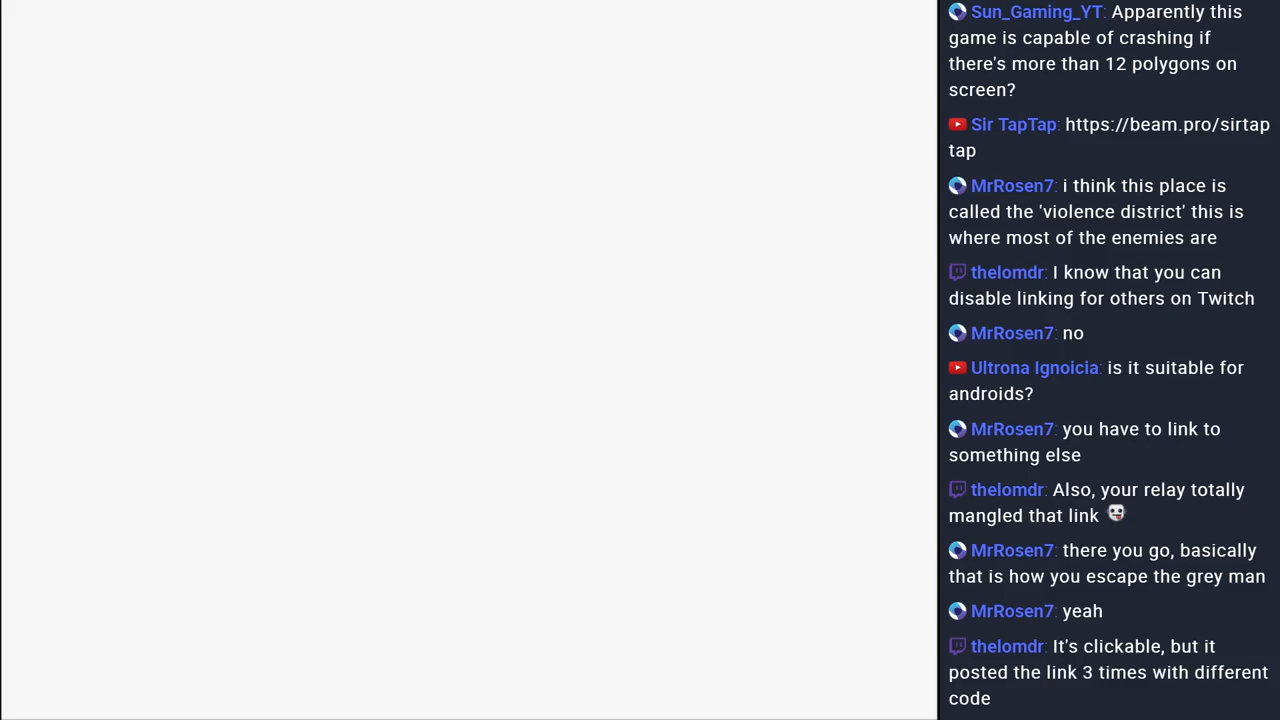 Sun_Gaming_YT: Apparently this
game is capable of crashing if
there's more than 12 polygons on
screen?
Sir TapTap: https://beam.pro/sirtap
tap
MrRosen7: i think this place is
called the 'violence district' this is
where most of the enemies are
thelomdr: I know that you can
disable linking for others on Twitch
MrRosen7: no
Ultrona Ignoicia: is it suitable for
androids?
MrRosen7: you have to link to
something else
thelomdr: Also, your relay totally
mangled that link
MrRosen7: there you go, basically
that is how you escape the grey man
MrRosen7: yeah
thelomdr: It's clickable, but it
posted the link 3 times with different
code